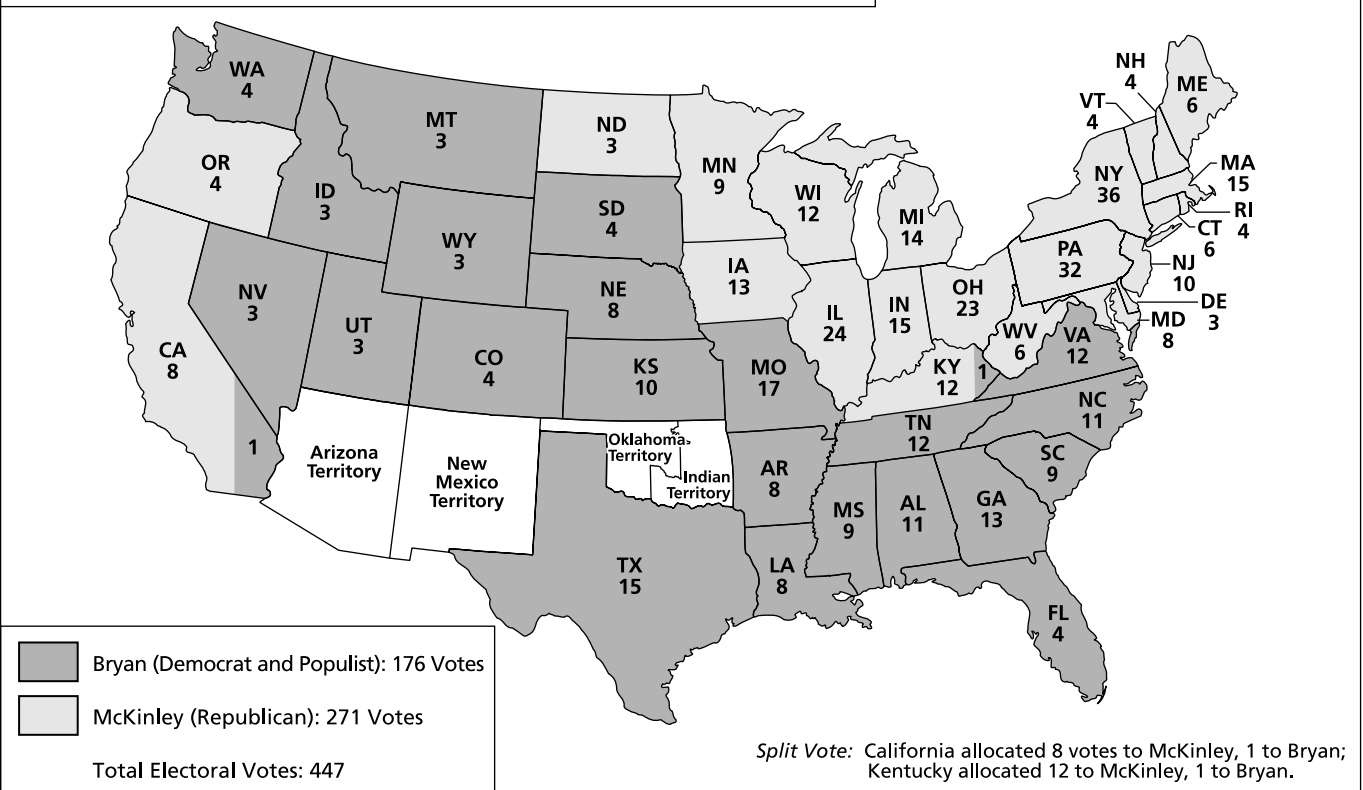 WA
4
MT
3
ND
3
MN
9
OR
4
ID
3
WY
3
SD
4
WI
12
MI
14
NH
4
VT
4
ME
6
NY
36
MA
15
RI
4
CT
6
PA
32
NJ
10
DE
3
MD
8
NV
3
UT
3
CO
4
NE
8
IA
13
IL
24
IN
15
OH
23
WV
6
VA
12
CA
8
1
KS
10
MO
17
KY
12
1
NC
11
TN
12
SC
9
Arizona
Territory
New
Mexico
Territory
Oklahoma
Territory
Indian
Territory
AR
8
MS
9
AL
11
GA
13
TX
15
LA
8
FL
4
Bryan (Democrat and Populist): 176 Votes
McKinley (Republican): 271 Votes
Total Electoral Votes: 447
Split Vote: California allocated 8 votes to McKinley, 1 to Bryan;
Kentucky allocated 12 to McKinley, 1 to Bryan.